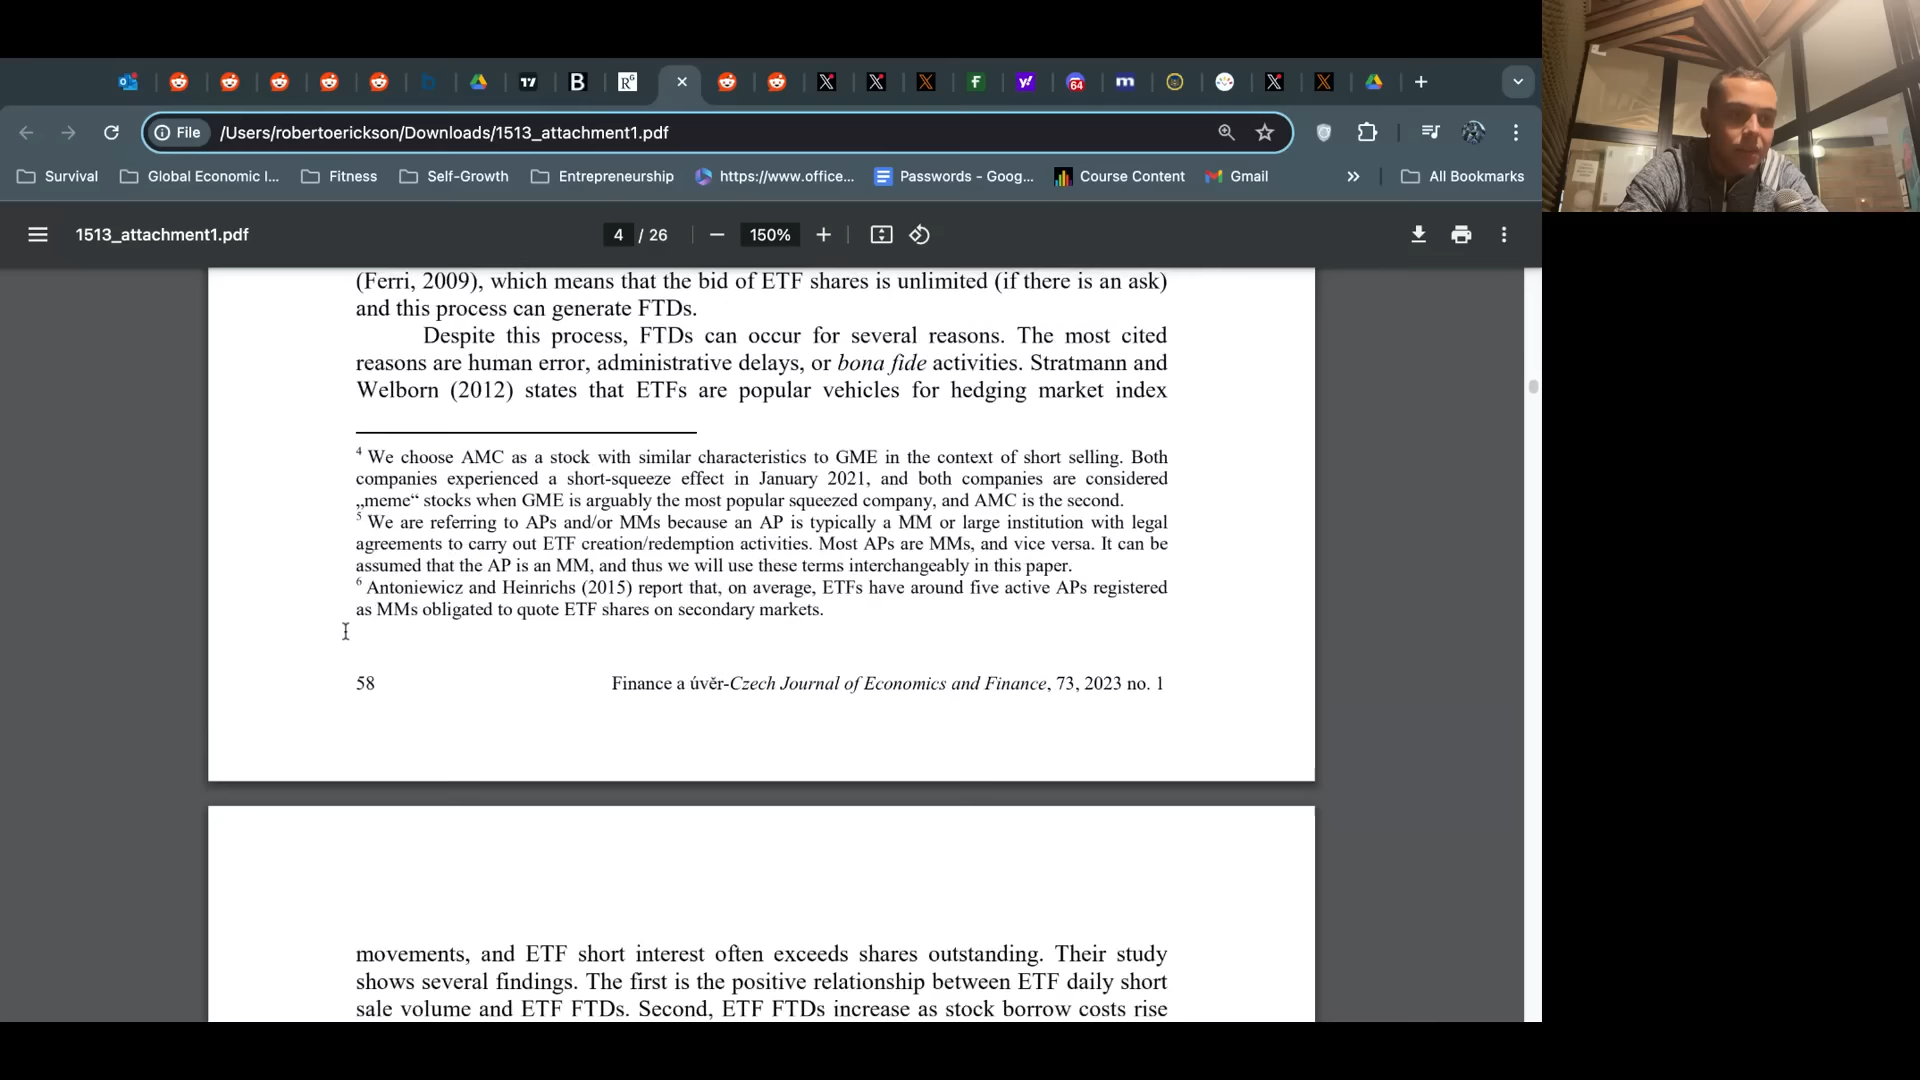 File
/Users/robertoerickson/Downloads/1513_attachment1.pdf
Survival
Global Economic I...
Fitness
Self-Growth
Entrepreneurship
https://www.office...
Passwords - Goog...
Course Content
Gmail
All Bookmarks
1513_attachment1.pdf
4 / 26
150%
(Ferri, 2009), which means that the bid of ETF shares is unlimited (if there is an ask)
and this process can generate FTDs.
Despite this process, FTDs can occur for several reasons. The most cited
reasons are human error, administrative delays, or bona fide activities. Stratmann and
Welborn (2012) states that ETFs are popular vehicles for hedging market index
4 We choose AMC as a stock with similar characteristics to GME in the context of short selling. Both
companies experienced a short-squeeze effect in January 2021, and both companies are considered
„meme“ stocks when GME is arguably the most popular squeezed company, and AMC is the second.
5 We are referring to APs and/or MMs because an AP is typically a MM or large institution with legal
agreements to carry out ETF creation/redemption activities. Most APs are MMs, and vice versa. It can be
assumed that the AP is an MM, and thus we will use these terms interchangeably in this paper.
6 Antoniewicz and Heinrichs (2015) report that, on average, ETFs have around five active APs registered
as MMs obligated to quote ETF shares on secondary markets.
58
Finance a úvěr-Czech Journal of Economics and Finance, 73, 2023 no. 1
movements, and ETF short interest often exceeds shares outstanding. Their study
shows several findings. The first is the positive relationship between ETF daily short
sale volume and ETF FTDs. Second, ETF FTDs increase as stock borrow costs rise